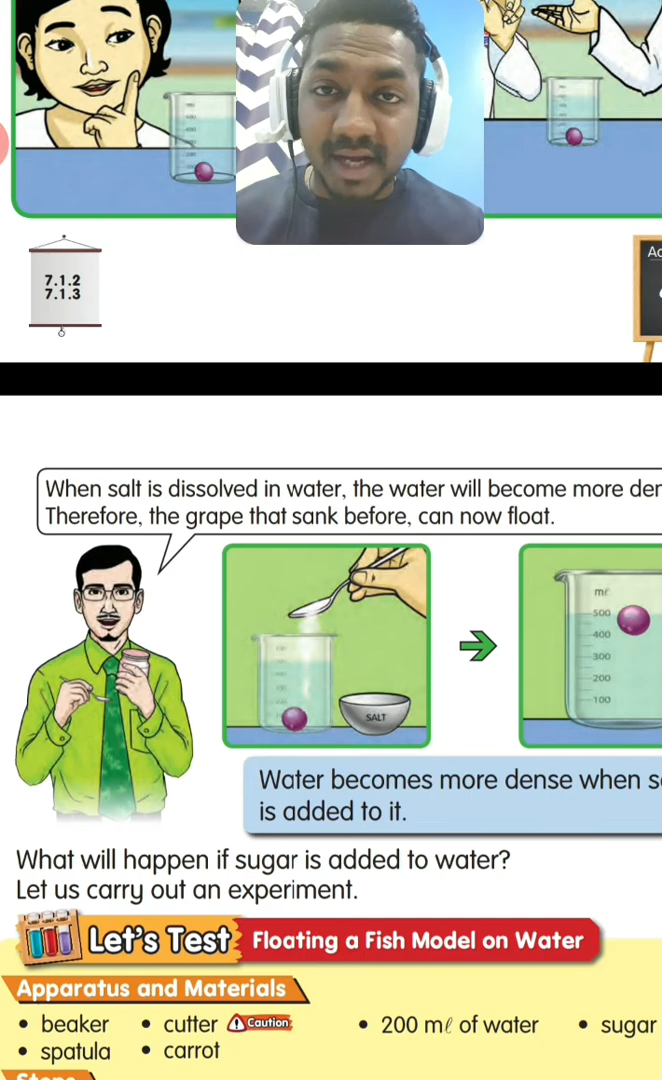 7.1.2
7.1.3
When salt is dissolved in water, the water will become more
Therefore, the grape that sank before, can now float.
mℓ
500
400
300
200
100
SALT
Water becomes more dense when
is added to it.
What will happen if sugar is added to water?
Let us carry out an experiment.
Let's Test Floating a Fish Model on Water
Apparatus and Materials
• beaker • cutter Caution • 200 mℓ of water • sugar
• spatula • carrot
Steps